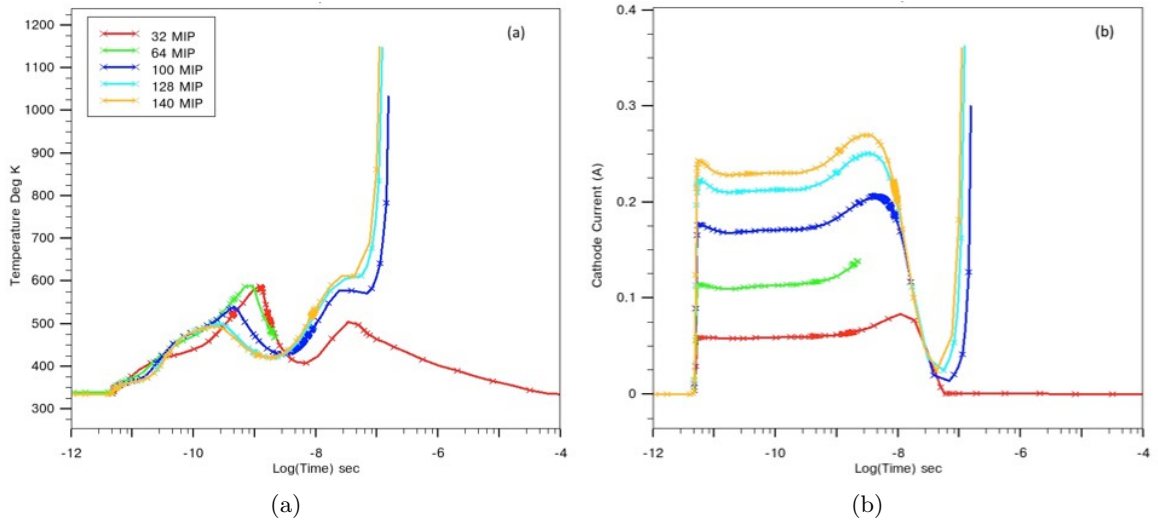 (a)
32 MIP
64 MIP
100 MIP
128 MIP
140 MIP
1200
1100
1000
900
800
700
600
500
400
300
Temperature Deg K
-12
-10
-8
-6
-4
Log(Time) sec
(a)
(b)
0.4
0.3
0.2
0.1
0
Cathode Current (A)
-12
-10
-8
-6
-4
Log(Time) sec
(b)